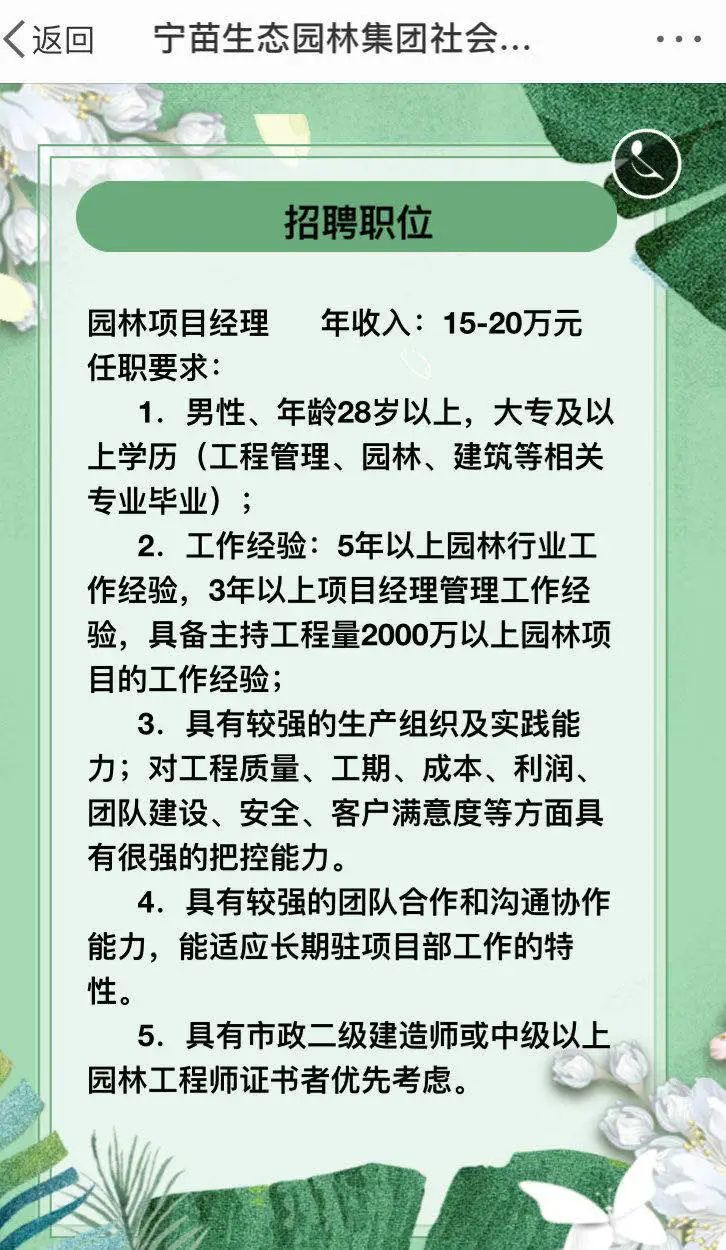 返回 宁苗生态园林集团社会...
招聘职位
园林项目经理 年收入：15-20万元
任职要求：
1．男性、年龄28岁以上，大专及以
上学历（工程管理、园林、建筑等相关
专业毕业）；
2．工作经验：5年以上园林行业工
作经验，3年以上项目经理管理工作经
验，具备主持工程量2000万以上园林项
目的工作经验；
3．具有较强的生产组织及实践能
力；对工程质量、工期、成本、利润、
团队建设、安全、客户满意度等方面具
有很强的把控能力。
4．具有较强的团队合作和沟通协作
能力，能适应长期驻项目部工作的特
性。
5．具有市政二级建造师或中级以上
园林工程师证书者优先考虑。